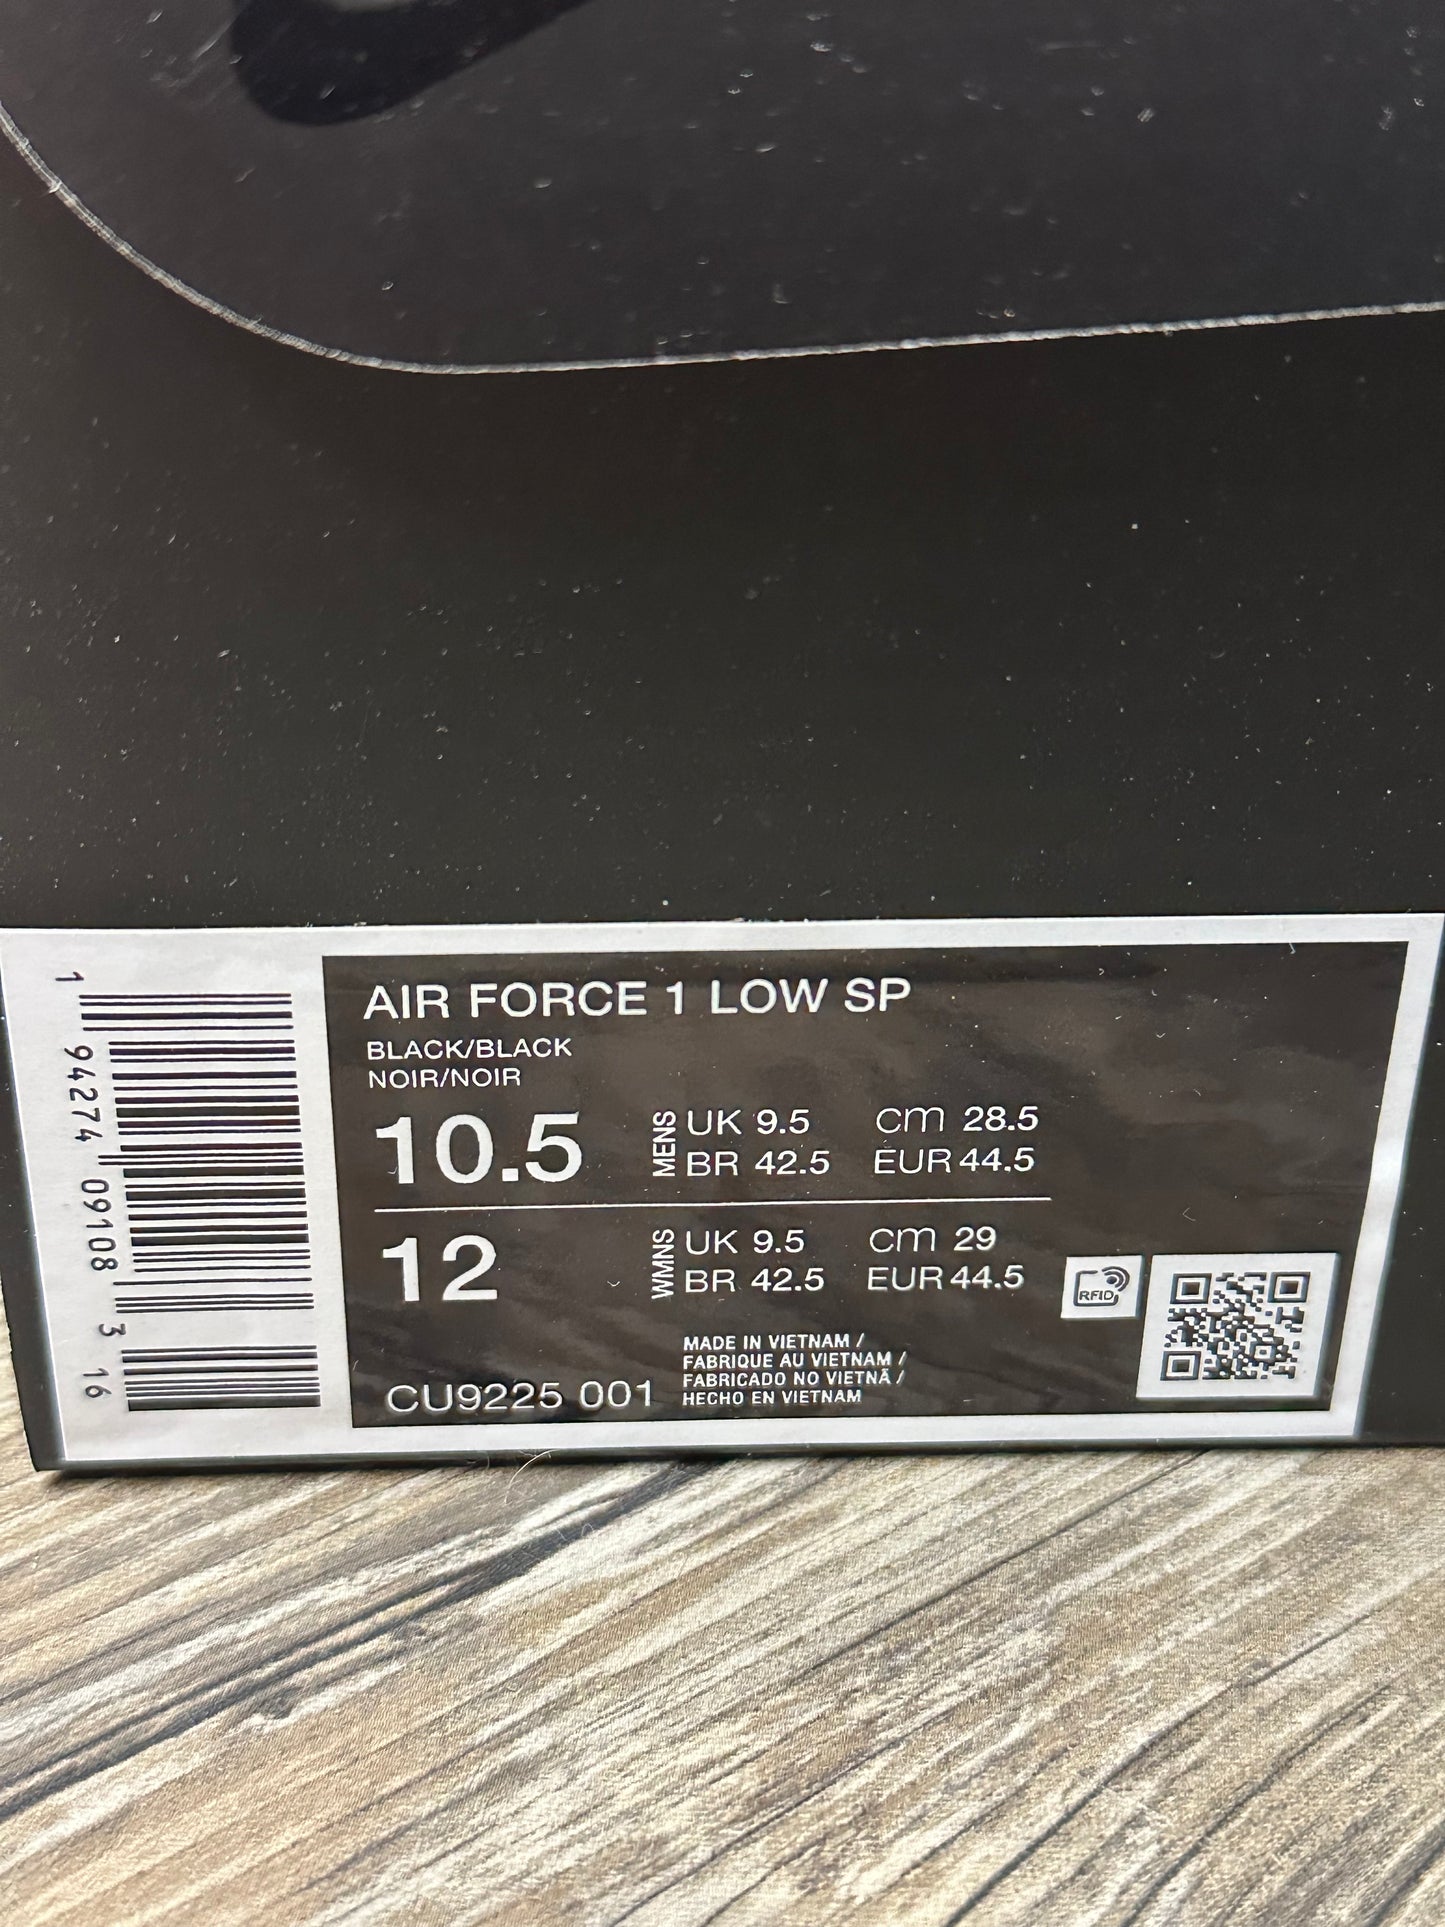 AIR FORCE 1 LOW SP
BLACK/BLACK
NOIR/NOIR
10.5
MENS
UK 9.5 CM 28.5
BR 42.5 EUR 44.5
12
WMNS
UK 9.5 CM 29
BR 42.5 EUR 44.5
RFID
MADE IN VIETNAM /
FABRIQUE AU VIETNAM /
FABRICADO NO VIETNÃ /
HECHO EN VIETNAM
CU9225 001
1 94274 09108 3 16